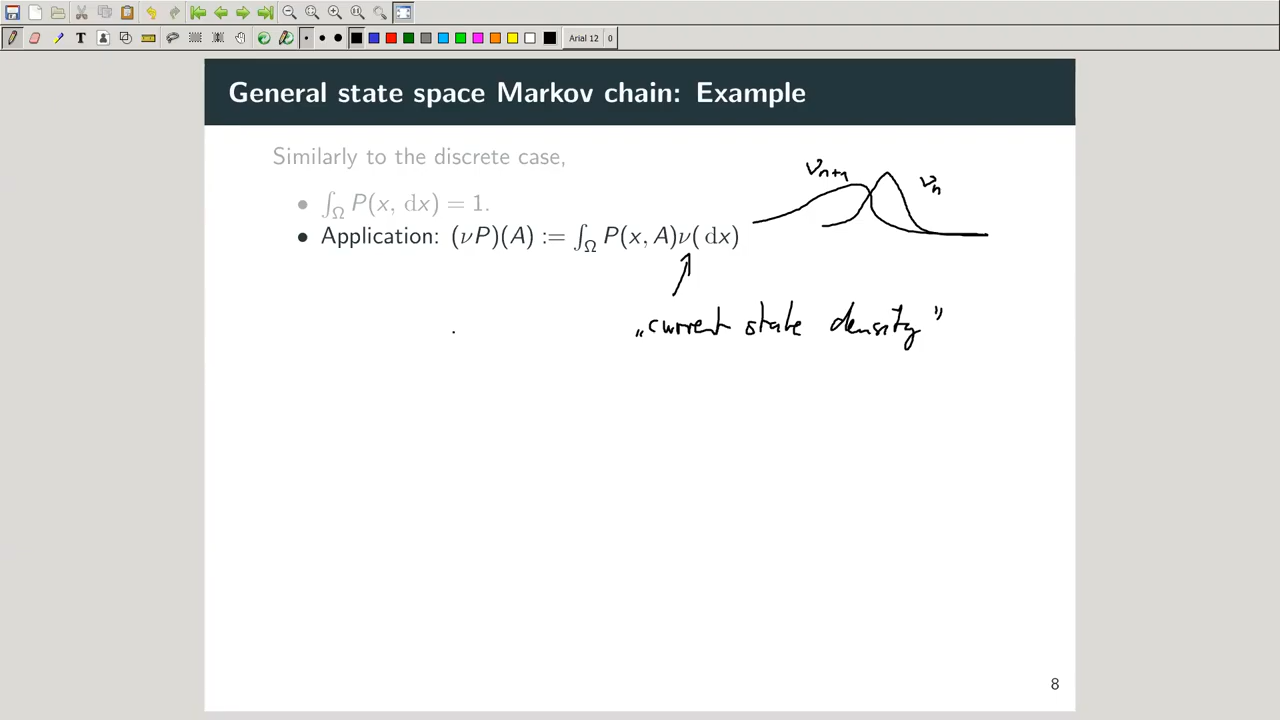 T
Arial 12
0
General state space Markov chain: Example
Similarly to the discrete case,
• ∫_Ω P(x, dx) = 1.
• Application: (νP)(A) := ∫_Ω P(x, A)ν( dx)
ν_{n+1}
ν_n
„current state density”
8